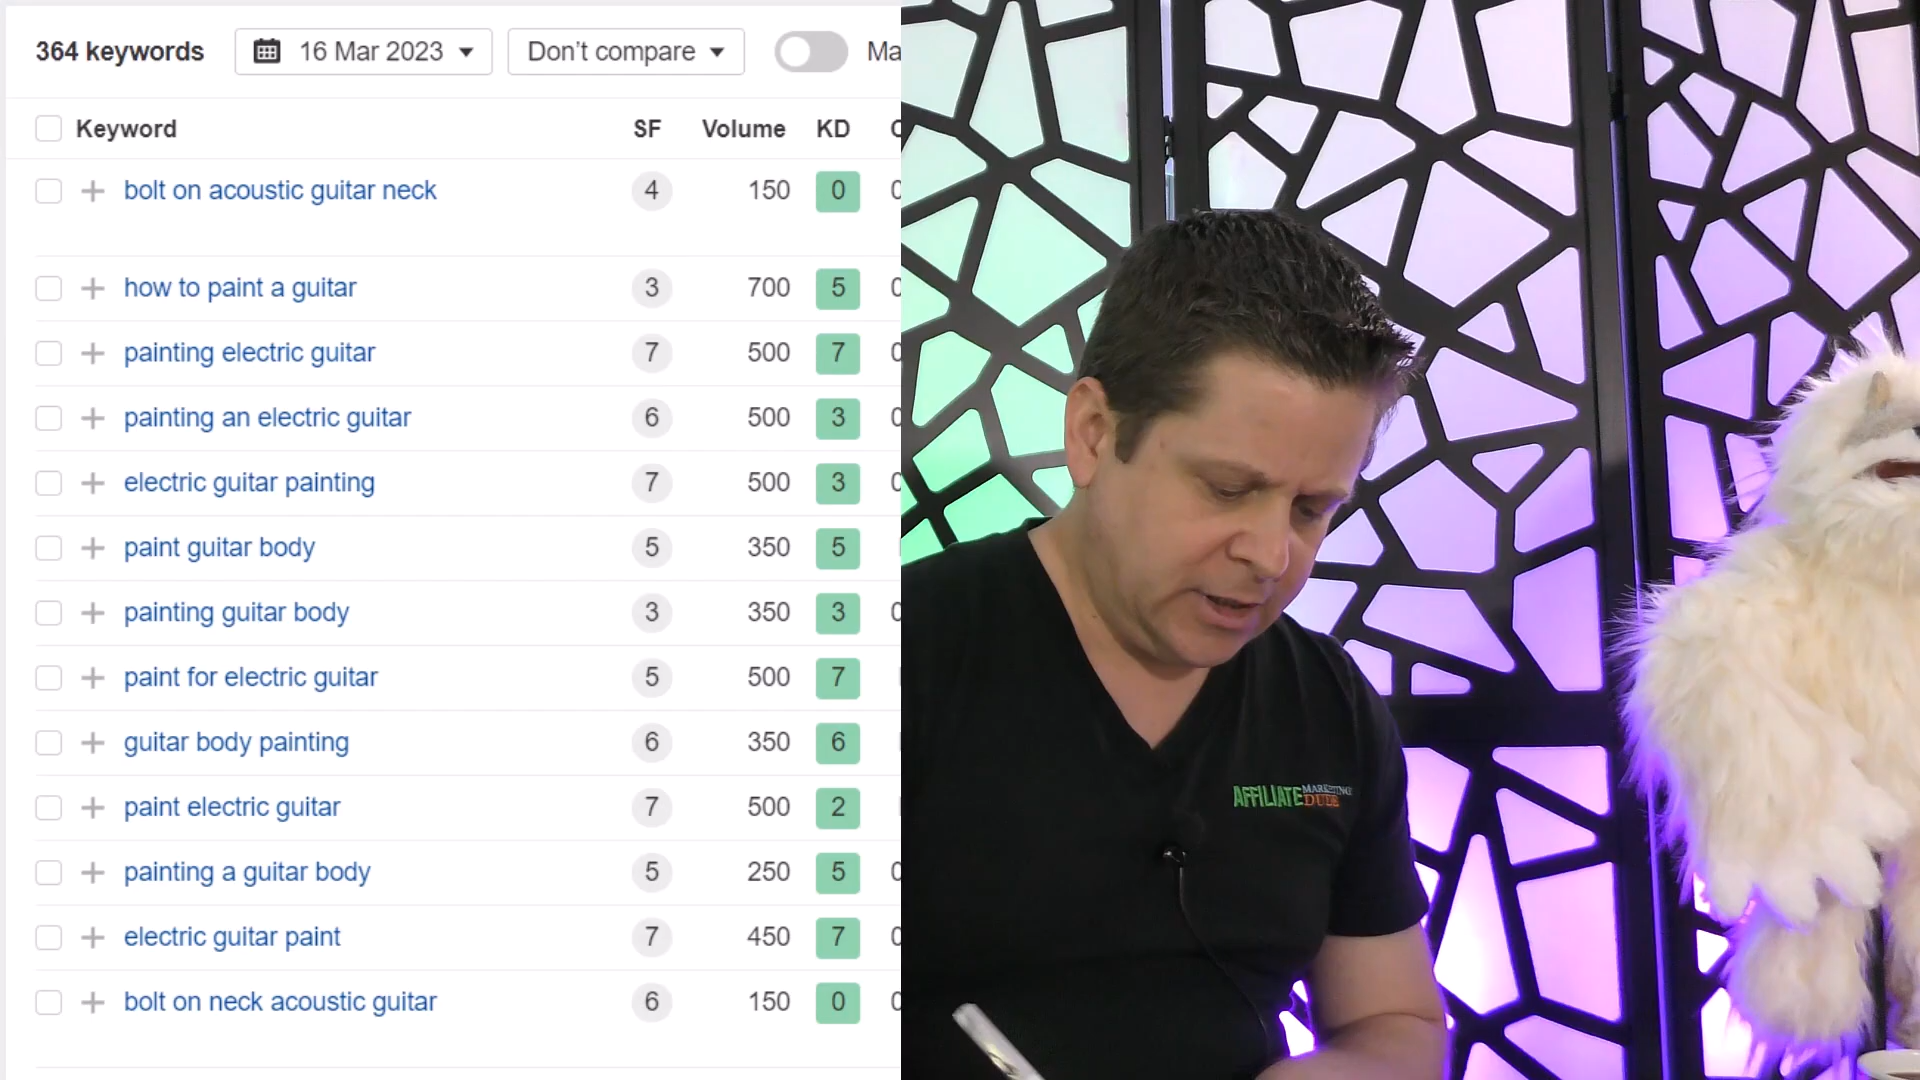 364 keywords 16 Mar 2023 Don't compare Ma
Keyword SF Volume KD
bolt on acoustic guitar neck 4 150 0
how to paint a guitar 3 700 5
painting electric guitar 7 500 7
painting an electric guitar 6 500 3
electric guitar painting 7 500 3
paint guitar body 5 350 5
painting guitar body 3 350 3
paint for electric guitar 5 500 7
guitar body painting 6 350 6
paint electric guitar 7 500 2
painting a guitar body 5 250 5
electric guitar paint 7 450 7
bolt on neck acoustic guitar 6 150 0
AFFILIATE MARKETING DUDE